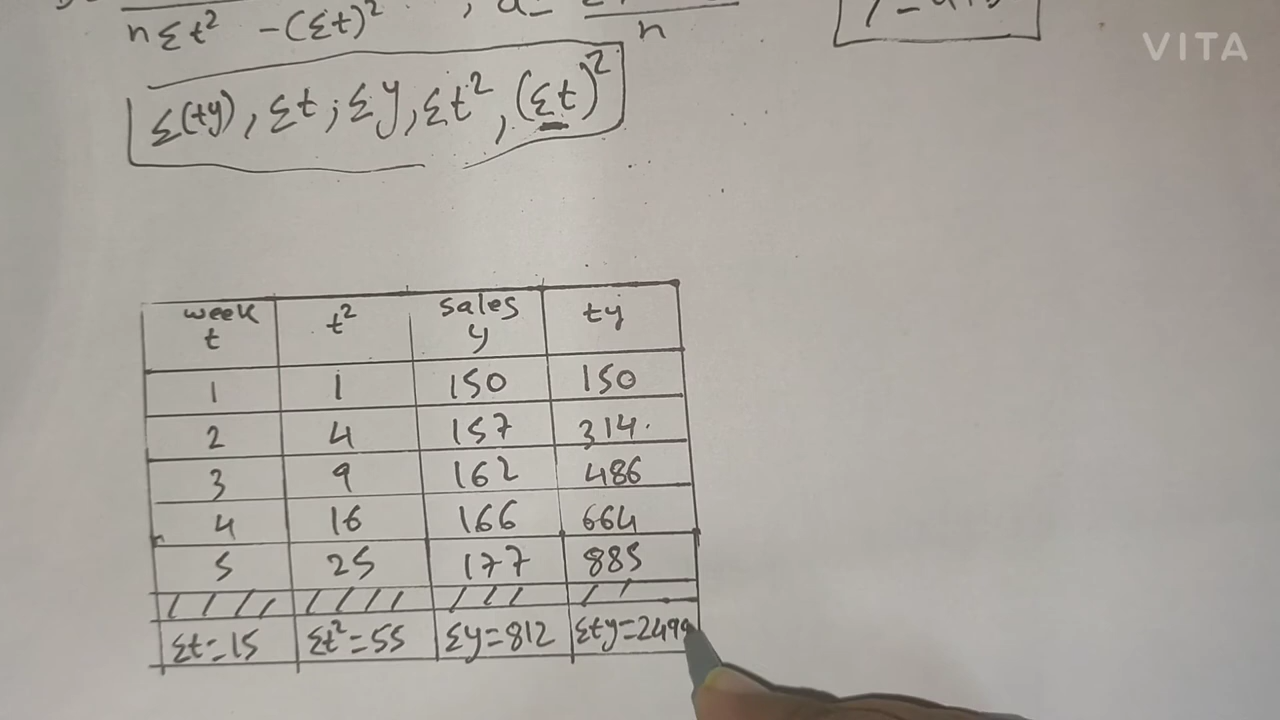 VITA
nΣt² -(Σt)²
n
Σ(ty), Σt, Σy, Σt², (Σt)²
week t t² sales y ty
1 1 150 150
2 4 157 314.
3 9 162 486
4 16 166 664
5 25 177 885
Σt=15 Σt²=55 Σy=812 Σty=2499